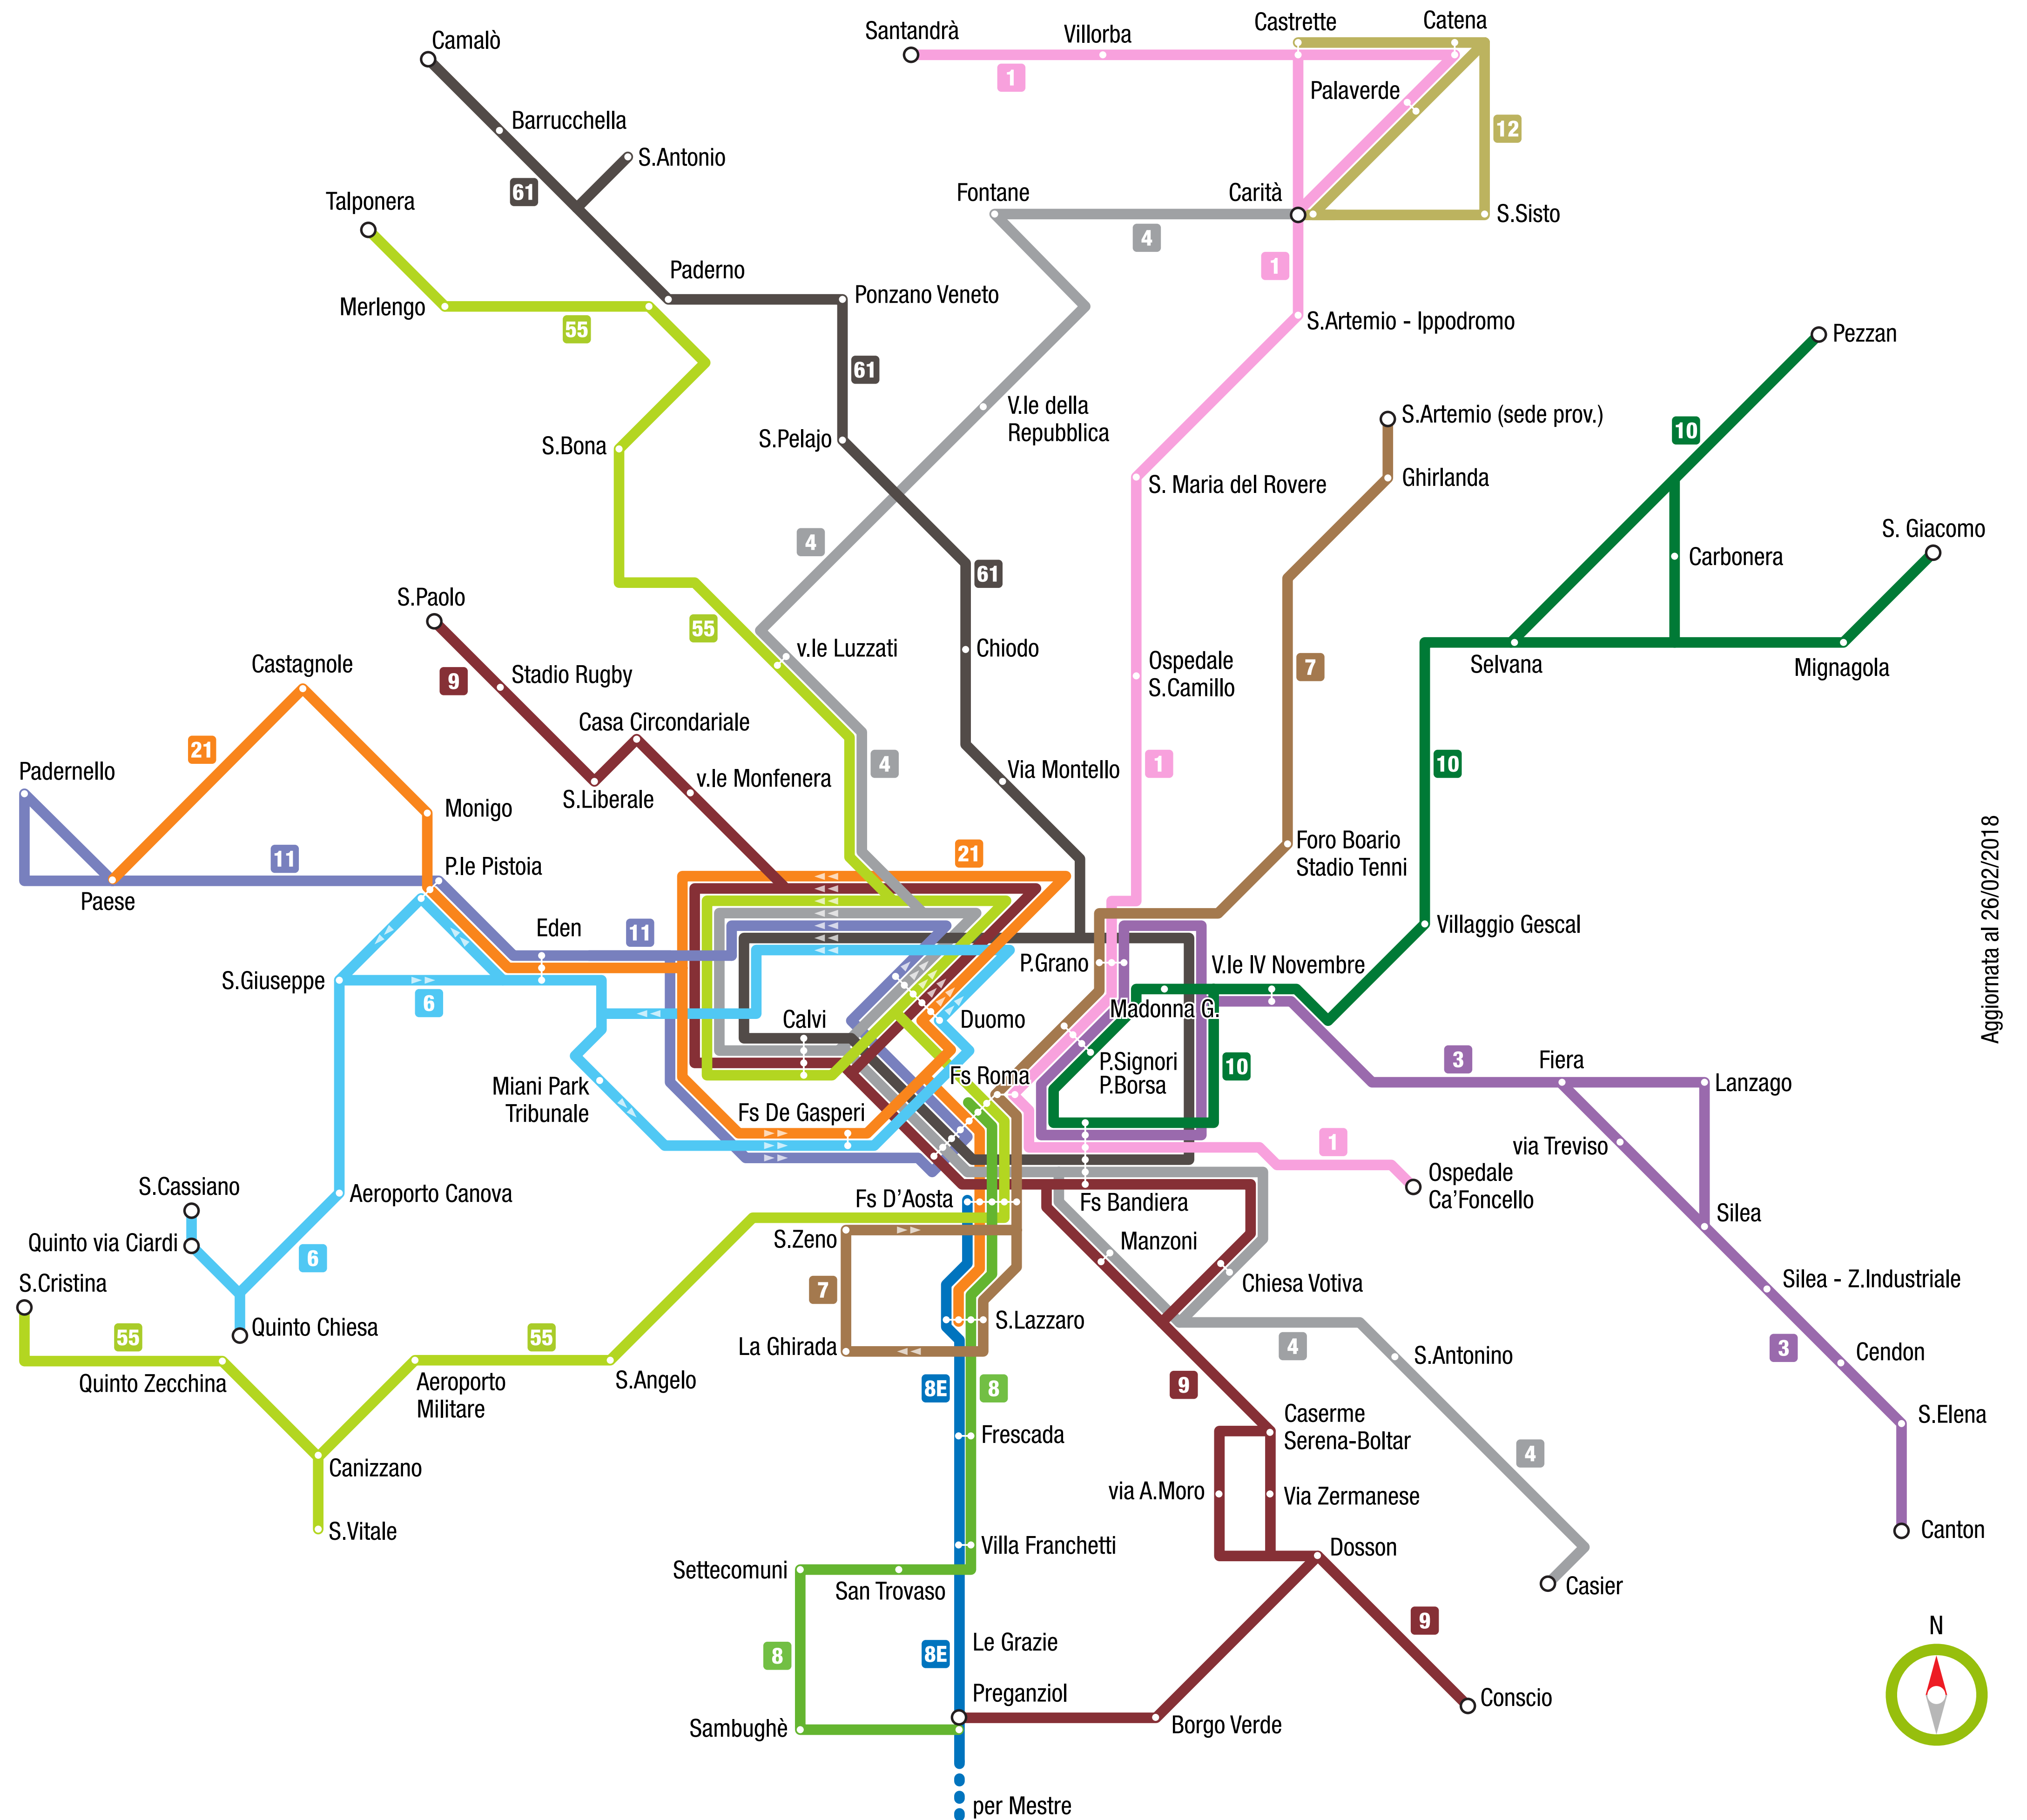 Santandrà
Villorba
Castrette
Catena
Camalò
1
Palaverde
Barrucchella
12
S.Antonio
61
Talponera
Fontane
Carità
S.Sisto
4
1
Paderno
Merlengo
55
Ponzano Veneto
S.Artemio - Ippodromo
Pezzan
61
V.le della
Repubblica
S.Artemio (sede prov.)
10
S.Bona
S.Pelajo
S. Maria del Rovere
Ghirlanda
4
61
S. Giacomo
Carbonera
S.Paolo
55
v.le Luzzati
Chiodo
Ospedale
S.Camillo
7
Selvana
Mignagola
Castagnole
9
Stadio Rugby
Casa Circondariale
21
4
1
10
Padernello
Via Montello
v.le Monfenera
S.Liberale
Monigo
Foro Boario
Stadio Tenni
11
P.le Pistoia
21
Paese
Eden
11
Villaggio Gescal
Aggiornata al 26/02/2018
P.Grano
V.le IV Novembre
S.Giuseppe
6
Madonna G.
Calvi
Duomo
P.Signori
P.Borsa
10
3
Fiera
Lanzago
Fs Roma
Miani Park
Tribunale
Fs De Gasperi
1
via Treviso
S.Cassiano
Aeroporto Canova
Fs D'Aosta
Fs Bandiera
Ospedale
Ca'Foncello
Silea
Quinto via Ciardi
6
S.Zeno
Manzoni
S.Cristina
7
Chiesa Votiva
Silea - Z.Industriale
Quinto Chiesa
S.Lazzaro
55
55
La Ghirada
4
3
Cendon
Quinto Zecchina
Aeroporto
Militare
S.Angelo
8E
8
9
S.Antonino
Caserme
Serena-Boltar
S.Elena
Frescada
4
Canizzano
via A.Moro
Via Zermanese
S.Vitale
Villa Franchetti
Dosson
Canton
Settecomuni
San Trovaso
Casier
9
N
8
8E
Le Grazie
Preganziol
Conscio
Sambughè
Borgo Verde
per Mestre